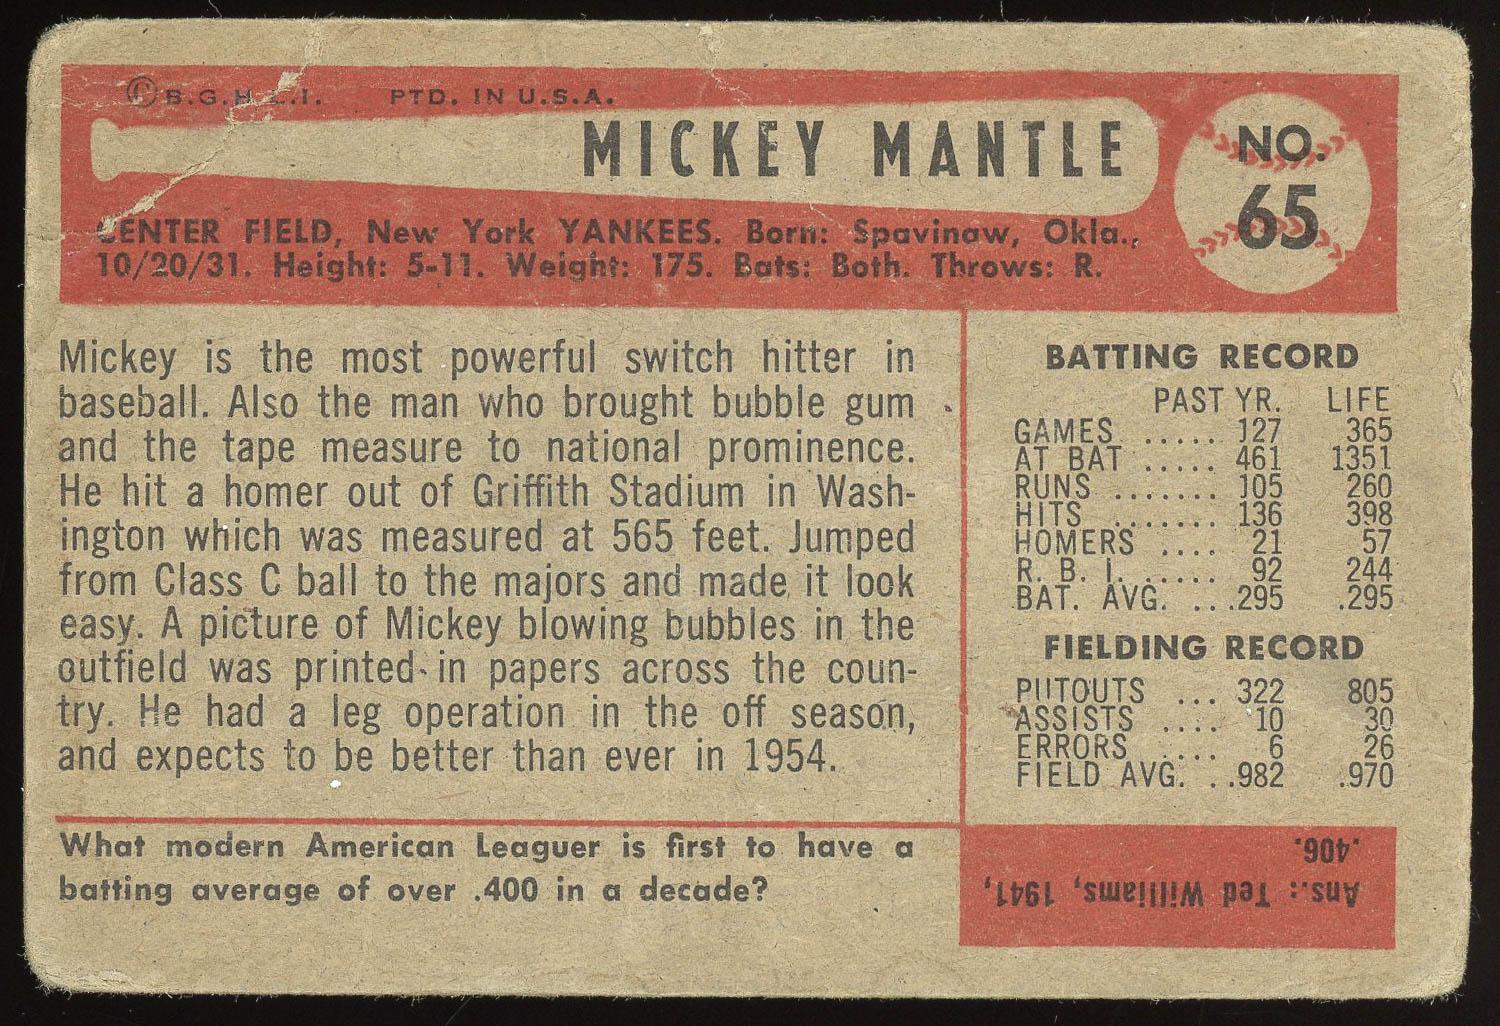 © B.G.H.L.I. PTD. IN U.S.A.
MICKEY MANTLE
NO.
65
CENTER FIELD, New York YANKEES. Born: Spavinaw, Okla.,
10/20/31. Height: 5-11. Weight: 175. Bats: Both. Throws: R.
Mickey is the most powerful switch hitter in
baseball. Also the man who brought bubble gum
and the tape measure to national prominence.
He hit a homer out of Griffith Stadium in Wash-
ington which was measured at 565 feet. Jumped
from Class C ball to the majors and made it look
easy. A picture of Mickey blowing bubbles in the
outfield was printed in papers across the coun-
try. He had a leg operation in the off season,
and expects to be better than ever in 1954.
What modern American Leaguer is first to have a
batting average of over .400 in a decade?
BATTING RECORD
PAST YR. LIFE
GAMES ..... 127 365
AT BAT ..... 461 1351
RUNS ....... 105 260
HITS ....... 136 398
HOMERS .... 21 57
R. B. I. ...... 92 244
BAT. AVG. ...295 .295
FIELDING RECORD
PUTOUTS ... 322 805
ASSISTS .... 10 30
ERRORS .... 6 26
FIELD AVG. ..982 .970
Ans.: Ted Williams, 1941,
.406.